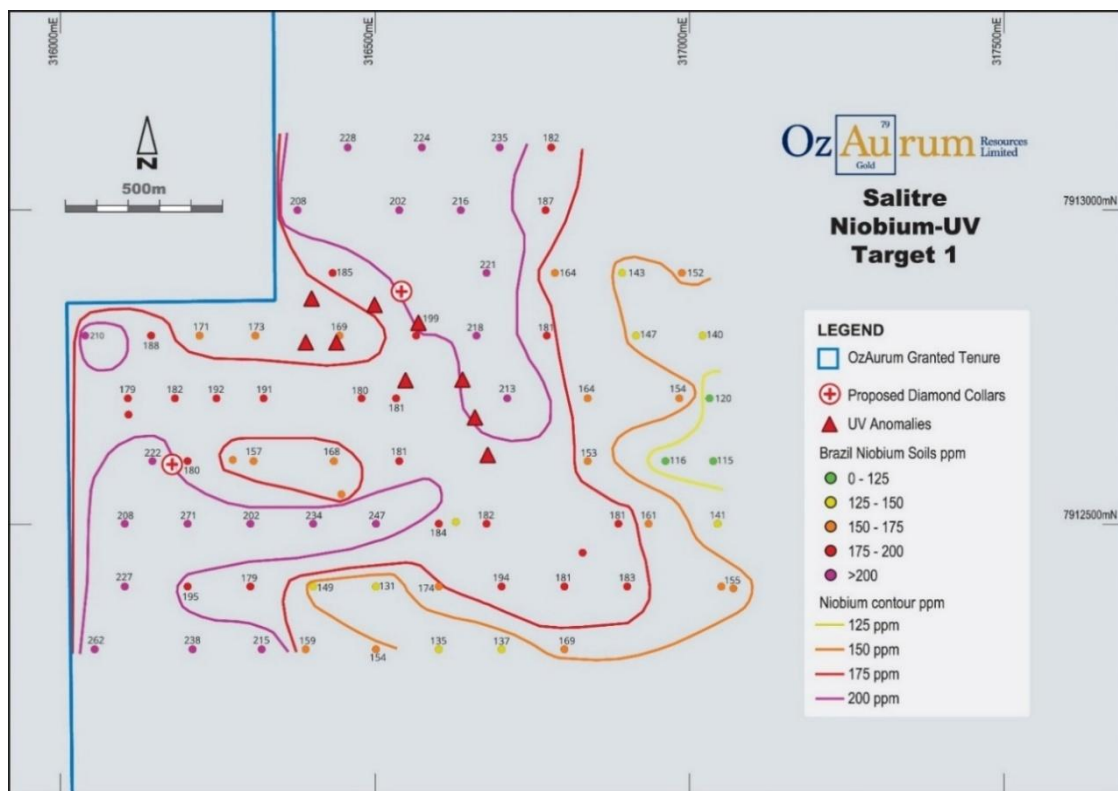 316000mE
316500mE
317000mE
317500mE
7913000mN
7912500mN
N
500m
OzAurum Resources Limited
79
Gold
Salitre
Niobium-UV
Target 1
LEGEND
OzAurum Granted Tenure
Proposed Diamond Collars
UV Anomalies
Brazil Niobium Soils ppm
0 - 125
125 - 150
150 - 175
175 - 200
>200
Niobium contour ppm
125 ppm
150 ppm
175 ppm
200 ppm
228 224 235 182
208 202 216 187
185 221 164 143 152
210 188 171 173 169 199 218 181 147 140
179 182 192 191 180 181 213 164 154 120
222 180 157 168 181 153 116 115
208 271 202 234 247 184 182 181 161 141
227 195 179 149 131 174 194 181 183 155
262 238 215 159 154 135 137 169